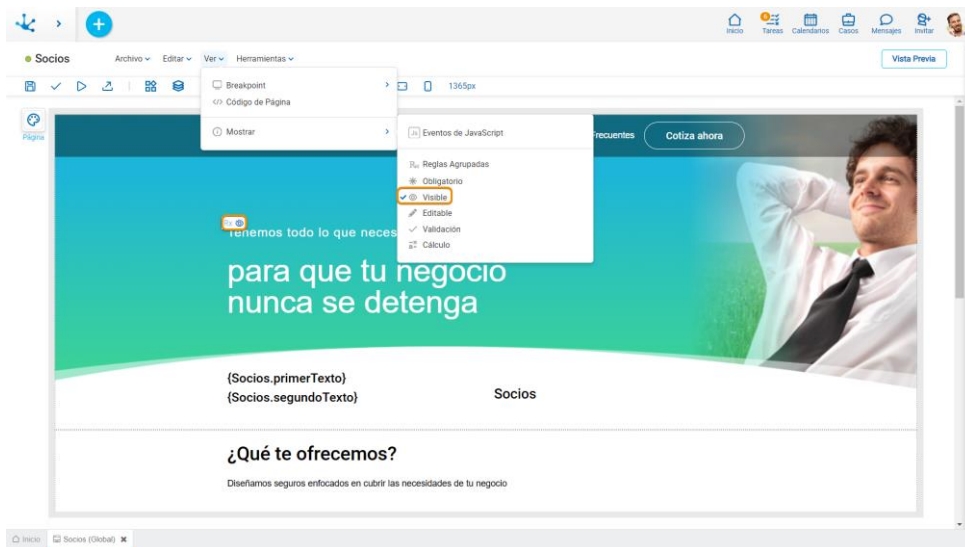 6
Inicio Tareas Calendarios Casos Mensajes Invitar
Socios Archivo Editar Ver Herramientas Vista Previa
1365px
Breakpoint
Código de Página
Mostrar
Página
Js Eventos de JavaScript
Reglas Agrupadas
Obligatorio
Visible
Editable
Validación
Cálculo
Frecuentes Cotiza ahora
Tenemos todo lo que neces
para que tu negocio
nunca se detenga
{Socios.primerTexto}
{Socios.segundoTexto}
Socios
¿Qué te ofrecemos?
Diseñamos seguros enfocados en cubrir las necesidades de tu negocio
Inicio Socios (Global)